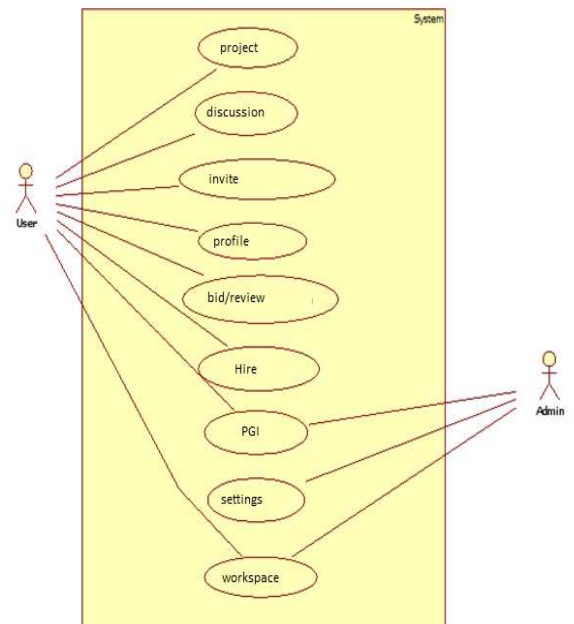 System
project
discussion
invite
User
profile
bid/review
Hire
Admin
PGI
settings
workspace